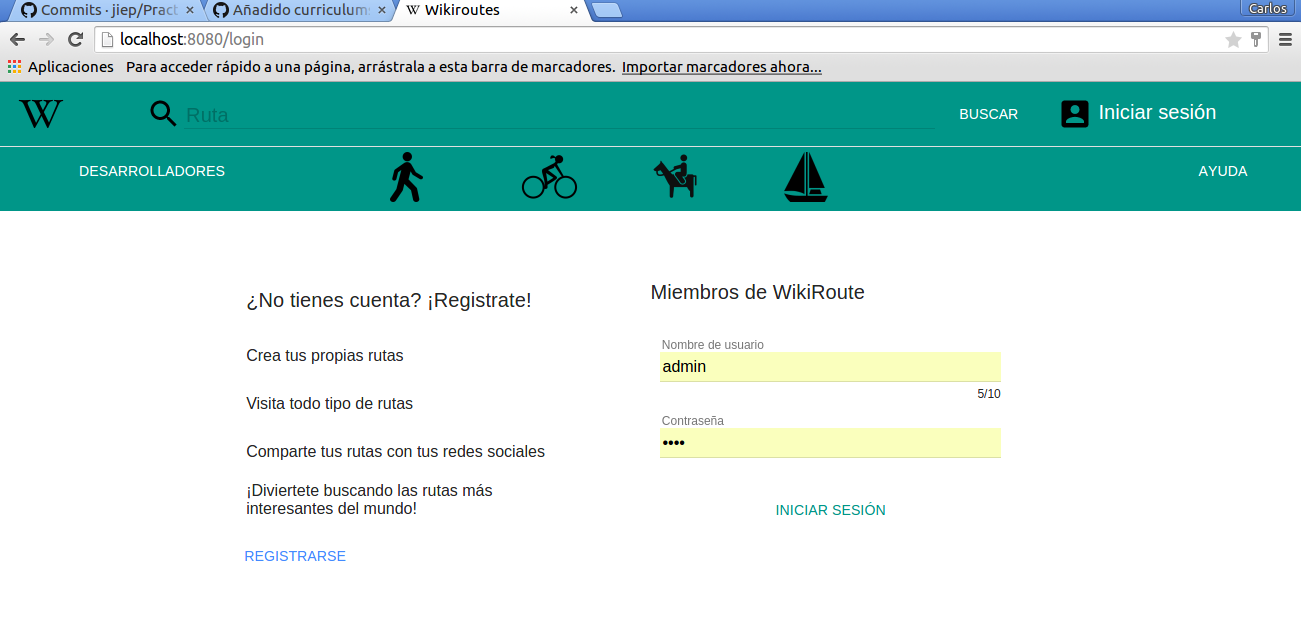 Commits · jiep/Pract
Añadido curriculum
Wikiroutes
Carlos
localhost:8080/login
Aplicaciones Para acceder rápido a una página, arrástrala a esta barra de marcadores. Importar marcadores ahora...
W
Ruta
BUSCAR
Iniciar sesión
DESARROLLADORES
AYUDA
¿No tienes cuenta? ¡Registrate!
Crea tus propias rutas
Visita todo tipo de rutas
Comparte tus rutas con tus redes sociales
¡Diviertete buscando las rutas más
interesantes del mundo!
REGISTRARSE
Miembros de WikiRoute
Nombre de usuario
admin
5/10
Contraseña
••••
INICIAR SESIÓN